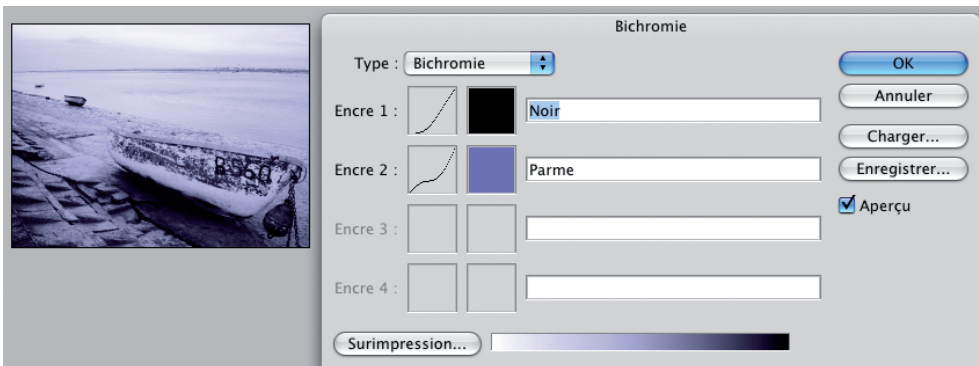 Bichromie
Type : Bichromie
OK
Encre 1 : Noir
Annuler
Charger...
Encre 2 : Parme
Enregistrer...
Aperçu
Encre 3 :
Encre 4 :
Surimpression...